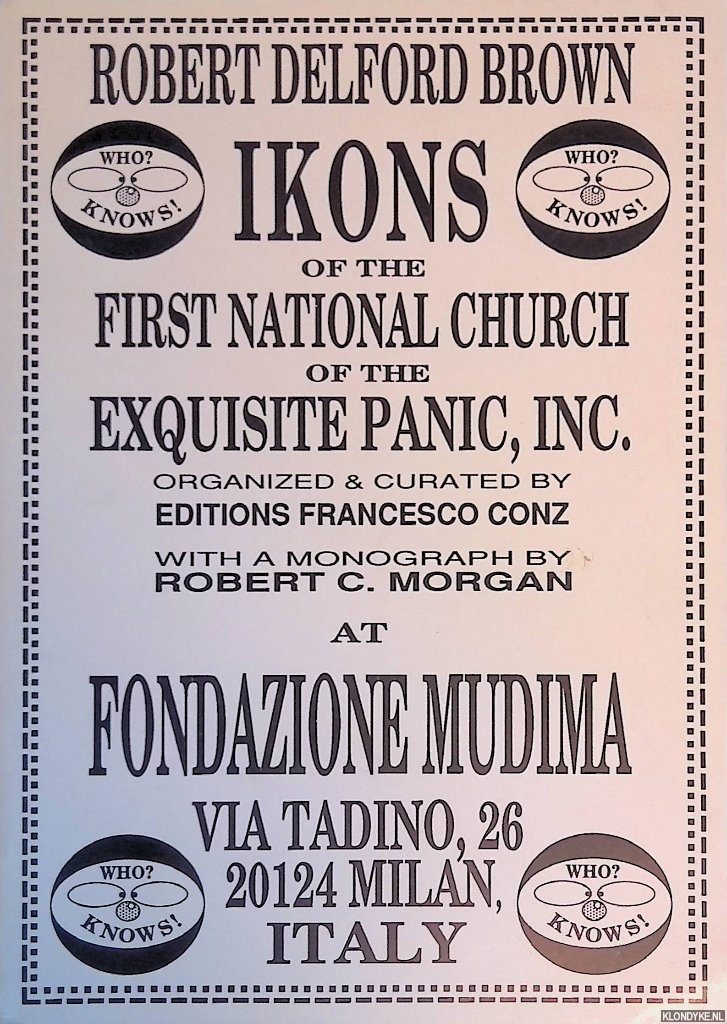 ROBERT DELFORD BROWN
WHO?
KNOWS!
IKONS
WHO?
KNOWS!
OF THE
FIRST NATIONAL CHURCH
OF THE
EXQUISITE PANIC, INC.
ORGANIZED & CURATED BY
EDITIONS FRANCESCO CONZ
WITH A MONOGRAPH BY
ROBERT C. MORGAN
AT
FONDAZIONE MUDIMA
VIA TADINO, 26
20124 MILAN,
ITALY
WHO?
KNOWS!
WHO?
KNOWS!
KLONDYKE.NL